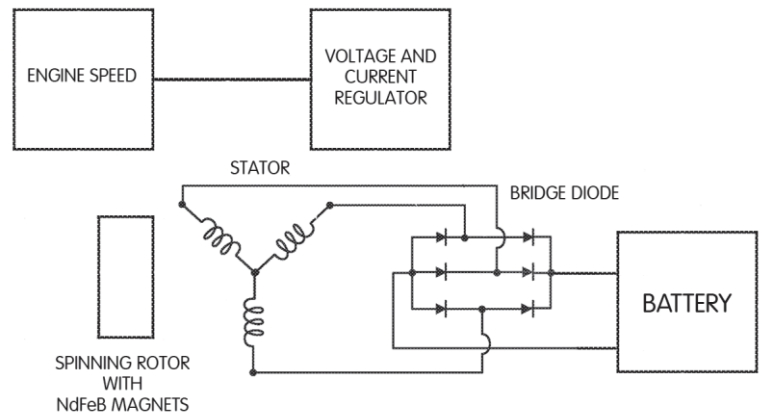 ENGINE SPEED
VOLTAGE AND
CURRENT
REGULATOR
STATOR
BRIDGE DIODE
BATTERY
SPINNING ROTOR
WITH
NdFeB MAGNETS